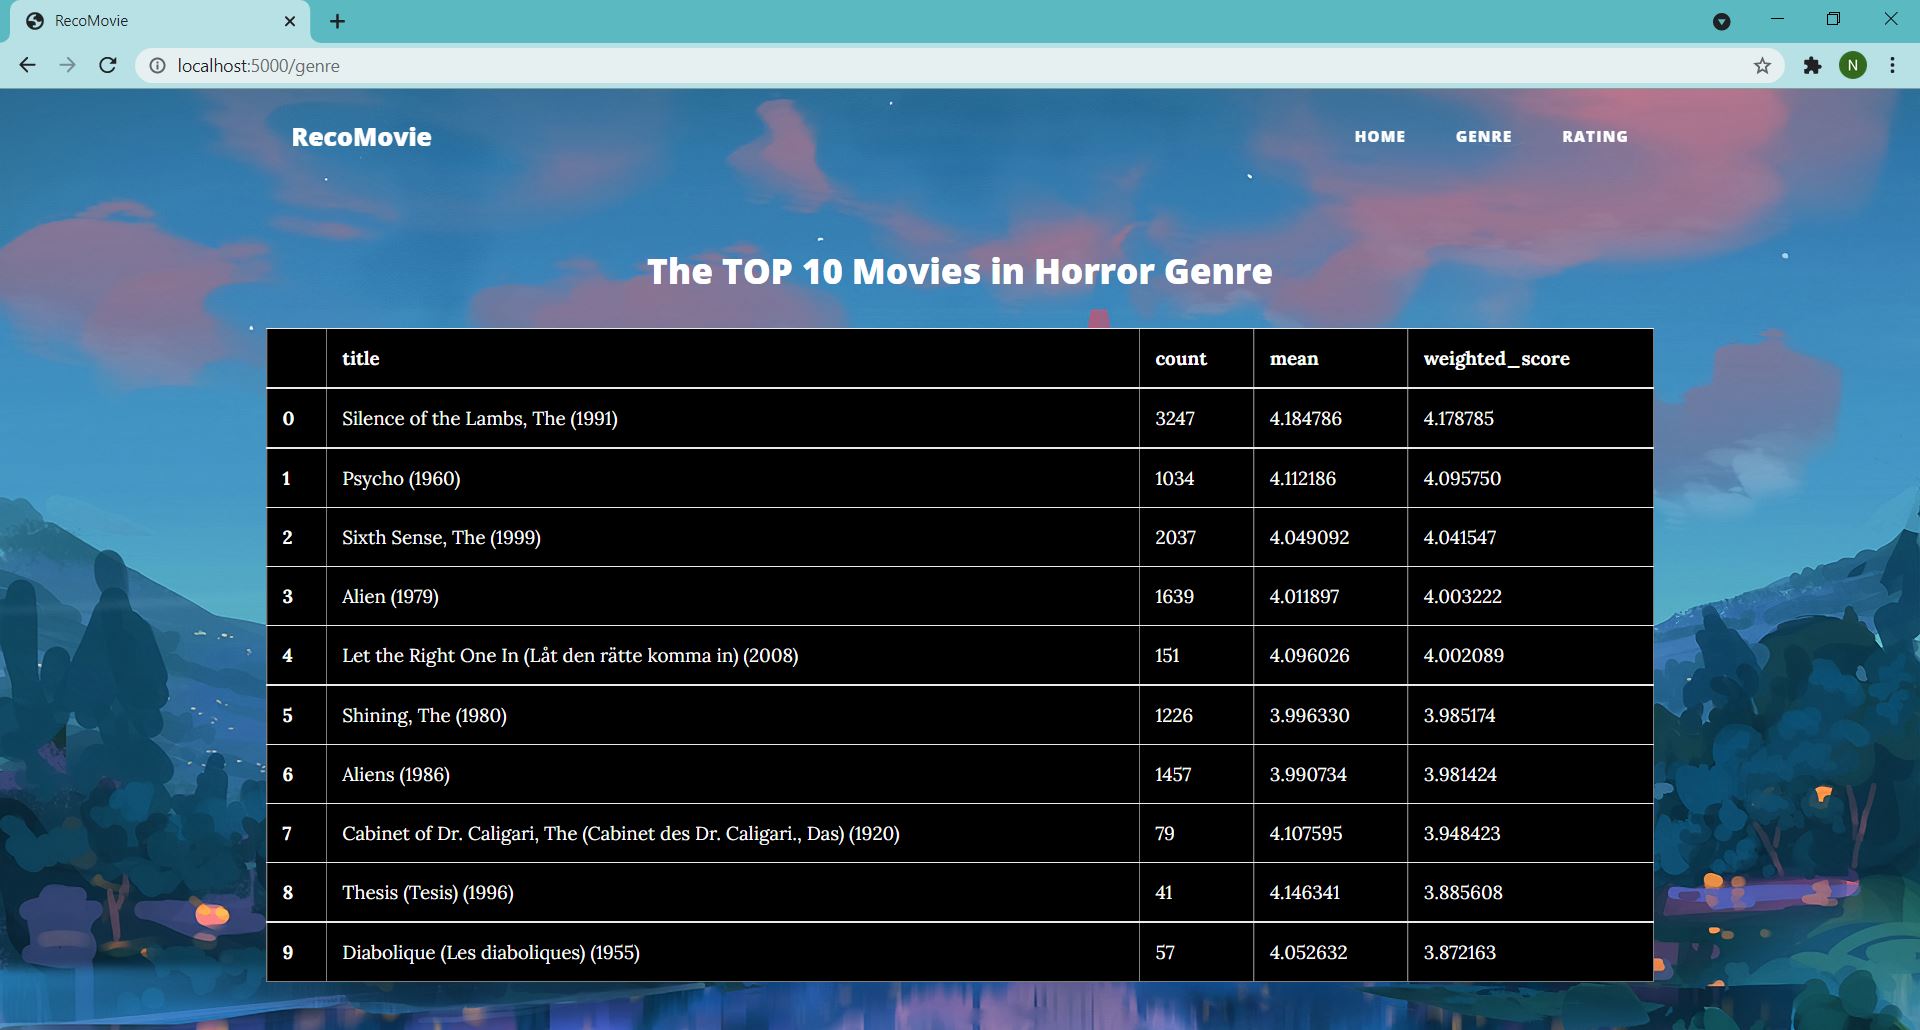 RecoMovie
localhost:5000/genre
N
RecoMovie HOME GENRE RATING
The TOP 10 Movies in Horror Genre
title count mean weighted_score
0 Silence of the Lambs, The (1991) 3247 4.184786 4.178785
1 Psycho (1960) 1034 4.112186 4.095750
2 Sixth Sense, The (1999) 2037 4.049092 4.041547
3 Alien (1979) 1639 4.011897 4.003222
4 Let the Right One In (Låt den rätte komma in) (2008) 151 4.096026 4.002089
5 Shining, The (1980) 1226 3.996330 3.985174
6 Aliens (1986) 1457 3.990734 3.981424
7 Cabinet of Dr. Caligari, The (Cabinet des Dr. Caligari., Das) (1920) 79 4.107595 3.948423
8 Thesis (Tesis) (1996) 41 4.146341 3.885608
9 Diabolique (Les diaboliques) (1955) 57 4.052632 3.872163